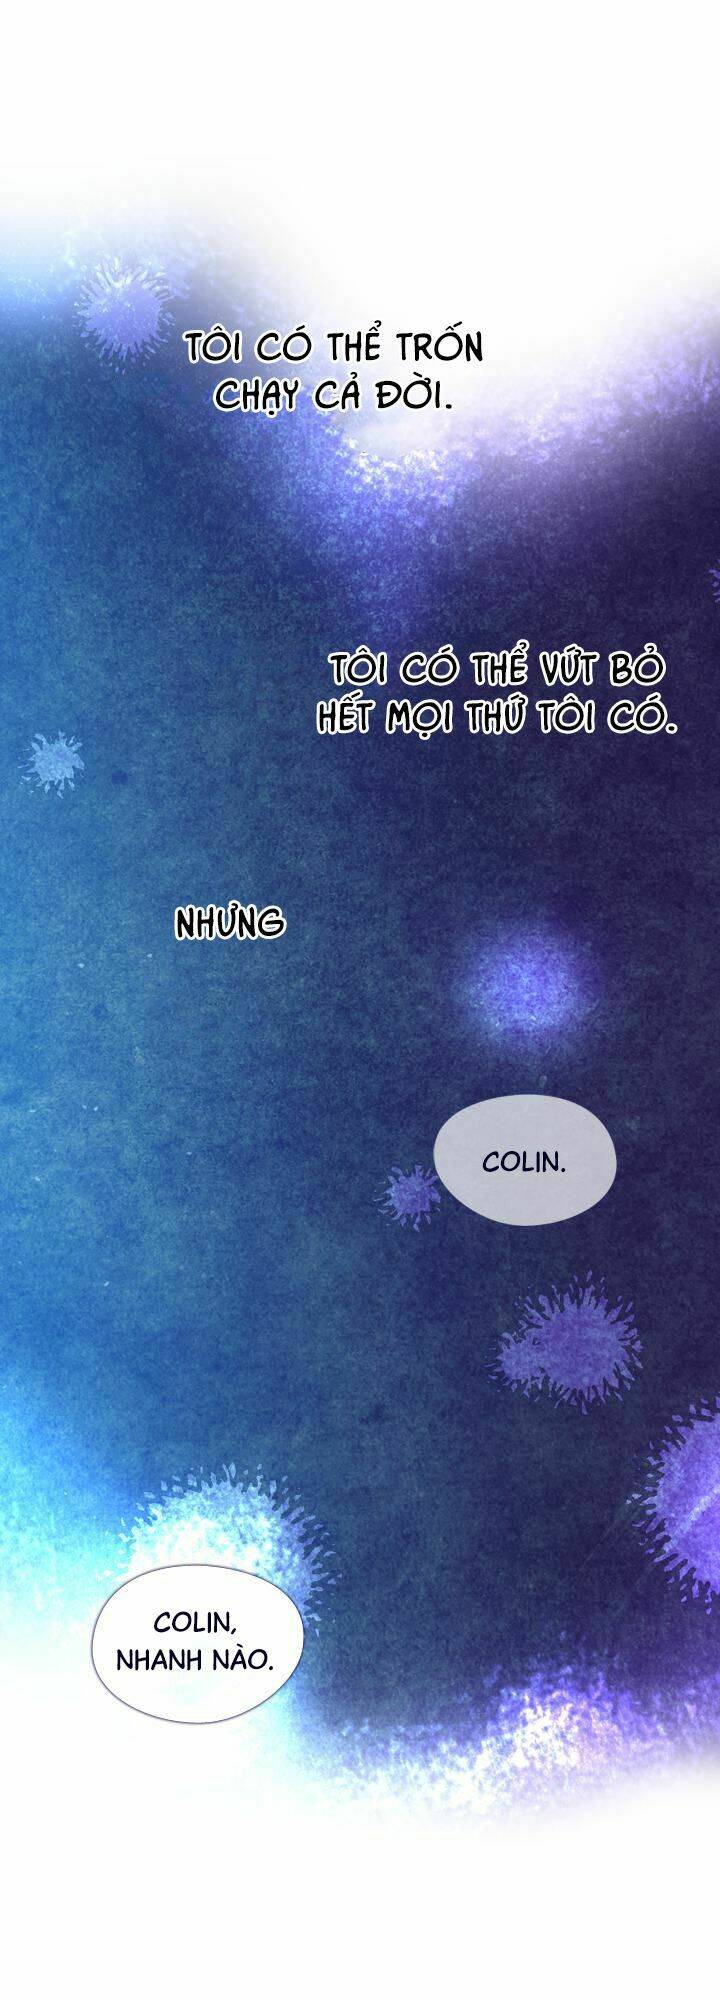 TÔI CÓ THỂ TRỐN
CHẠY CẢ ĐỜI.
TÔI CÓ THỂ VỨT BỎ
HẾT MỌI THỨ TÔI CÓ.
NHƯNG
COLIN.
COLIN,
NHANH NÀO.